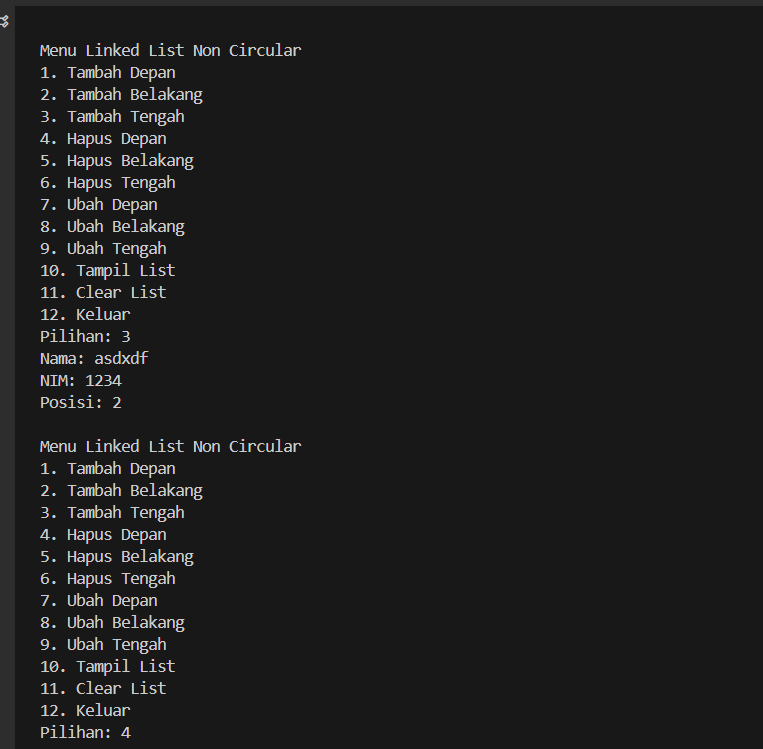 Menu Linked List Non Circular
1. Tambah Depan
2. Tambah Belakang
3. Tambah Tengah
4. Hapus Depan
5. Hapus Belakang
6. Hapus Tengah
7. Ubah Depan
8. Ubah Belakang
9. Ubah Tengah
10. Tampil List
11. Clear List
12. Keluar
Pilihan: 3
Nama: asdxdf
NIM: 1234
Posisi: 2
Menu Linked List Non Circular
1. Tambah Depan
2. Tambah Belakang
3. Tambah Tengah
4. Hapus Depan
5. Hapus Belakang
6. Hapus Tengah
7. Ubah Depan
8. Ubah Belakang
9. Ubah Tengah
10. Tampil List
11. Clear List
12. Keluar
Pilihan: 4